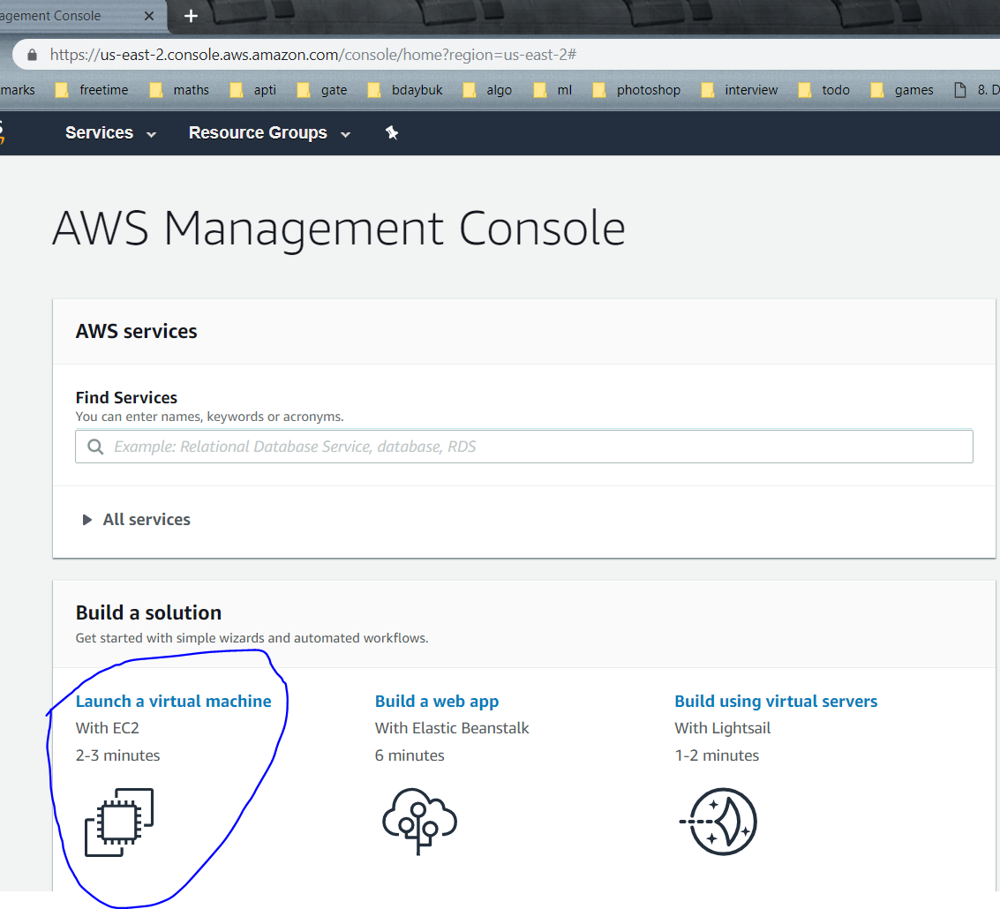 agement Console
https://us-east-2.console.aws.amazon.com/console/home?region=us-east-2#
marks freetime maths apti gate bdaybuk algo ml photoshop interview todo games 8. D
Services Resource Groups
AWS Management Console
AWS services
Find Services
You can enter names, keywords or acronyms.
Example: Relational Database Service, database, RDS
All services
Build a solution
Get started with simple wizards and automated workflows.
Launch a virtual machine Build a web app Build using virtual servers
With EC2 With Elastic Beanstalk With Lightsail
2-3 minutes 6 minutes 1-2 minutes